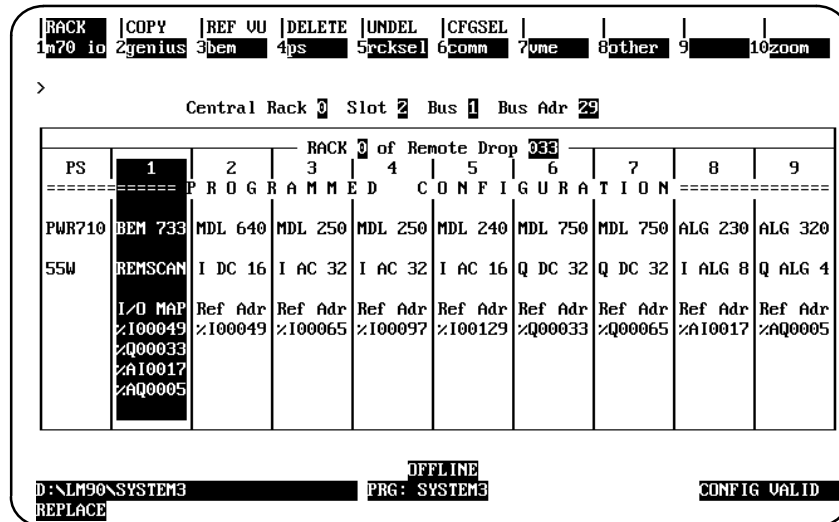 RACK |COPY |REF VU |DELETE |UNDEL |CFGSEL | | | |
1m70 io 2genius 3bem 4ps 5rcksel 6comm 7vme 8other 9 10zoom
>
Central Rack 0 Slot 2 Bus 1 Bus Adr 29
RACK 0 of Remote Drop 033
PS 1 2 3 4 5 6 7 8 9
============= P R O G R A M M E D C O N F I G U R A T I O N ===============
PWR710 BEM 733 MDL 640 MDL 250 MDL 250 MDL 240 MDL 750 MDL 750 ALG 230 ALG 320
55W REMSCAN I DC 16 I AC 32 I AC 32 I AC 16 Q DC 32 Q DC 32 I ALG 8 Q ALG 4
I/O MAP Ref Adr Ref Adr Ref Adr Ref Adr Ref Adr Ref Adr Ref Adr Ref Adr
%I00049 %I00049 %I00065 %I00097 %I00129 %Q00033 %Q00065 %AI0017 %AQ0005
%Q00033
%AI0017
%AQ0005
OFFLINE
D:\LM90\SYSTEM3 PRG: SYSTEM3 CONFIG VALID
REPLACE